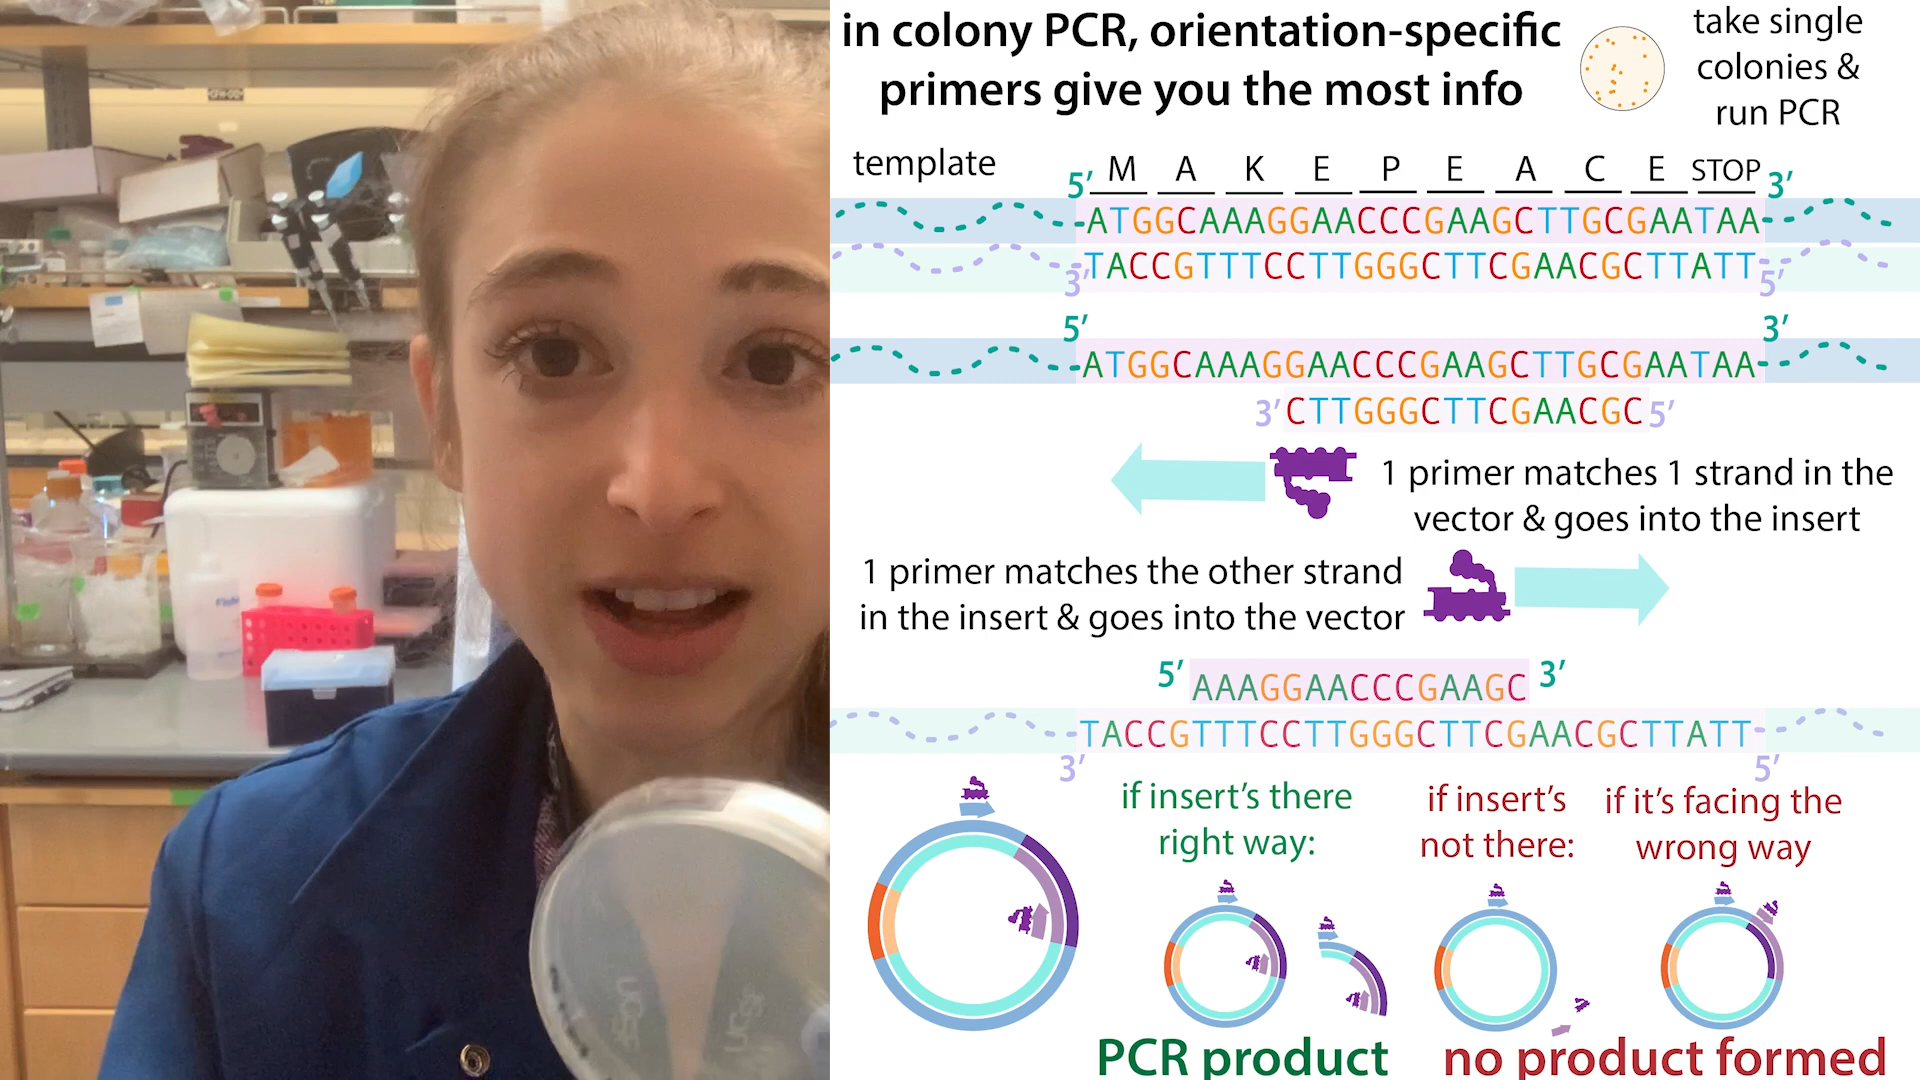 in colony PCR, orientation-specific
primers give you the most info
take single
colonies &
run PCR
template
M A K E P E A C E STOP
5’ 3’
ATGGCAAAGGAACCCGAAGCTTGCGAATAA
TACCGTTTCCTTGGGCTTCGAACGCTTATT
3’ 5’
5’ 3’
ATGGCAAAGGAACCCGAAGCTTGCGAATAA
3’ CTTGGGCTTCGAACGC 5’
1 primer matches 1 strand in the
vector & goes into the insert
1 primer matches the other strand
in the insert & goes into the vector
5’ AAAGGAACCCGAAGC 3’
TACCGTTTCCTTGGGCTTCGAACGCTTATT
3’ 5’
if insert’s there
right way:
if insert’s
not there:
if it’s facing the
wrong way
PCR product
no product formed